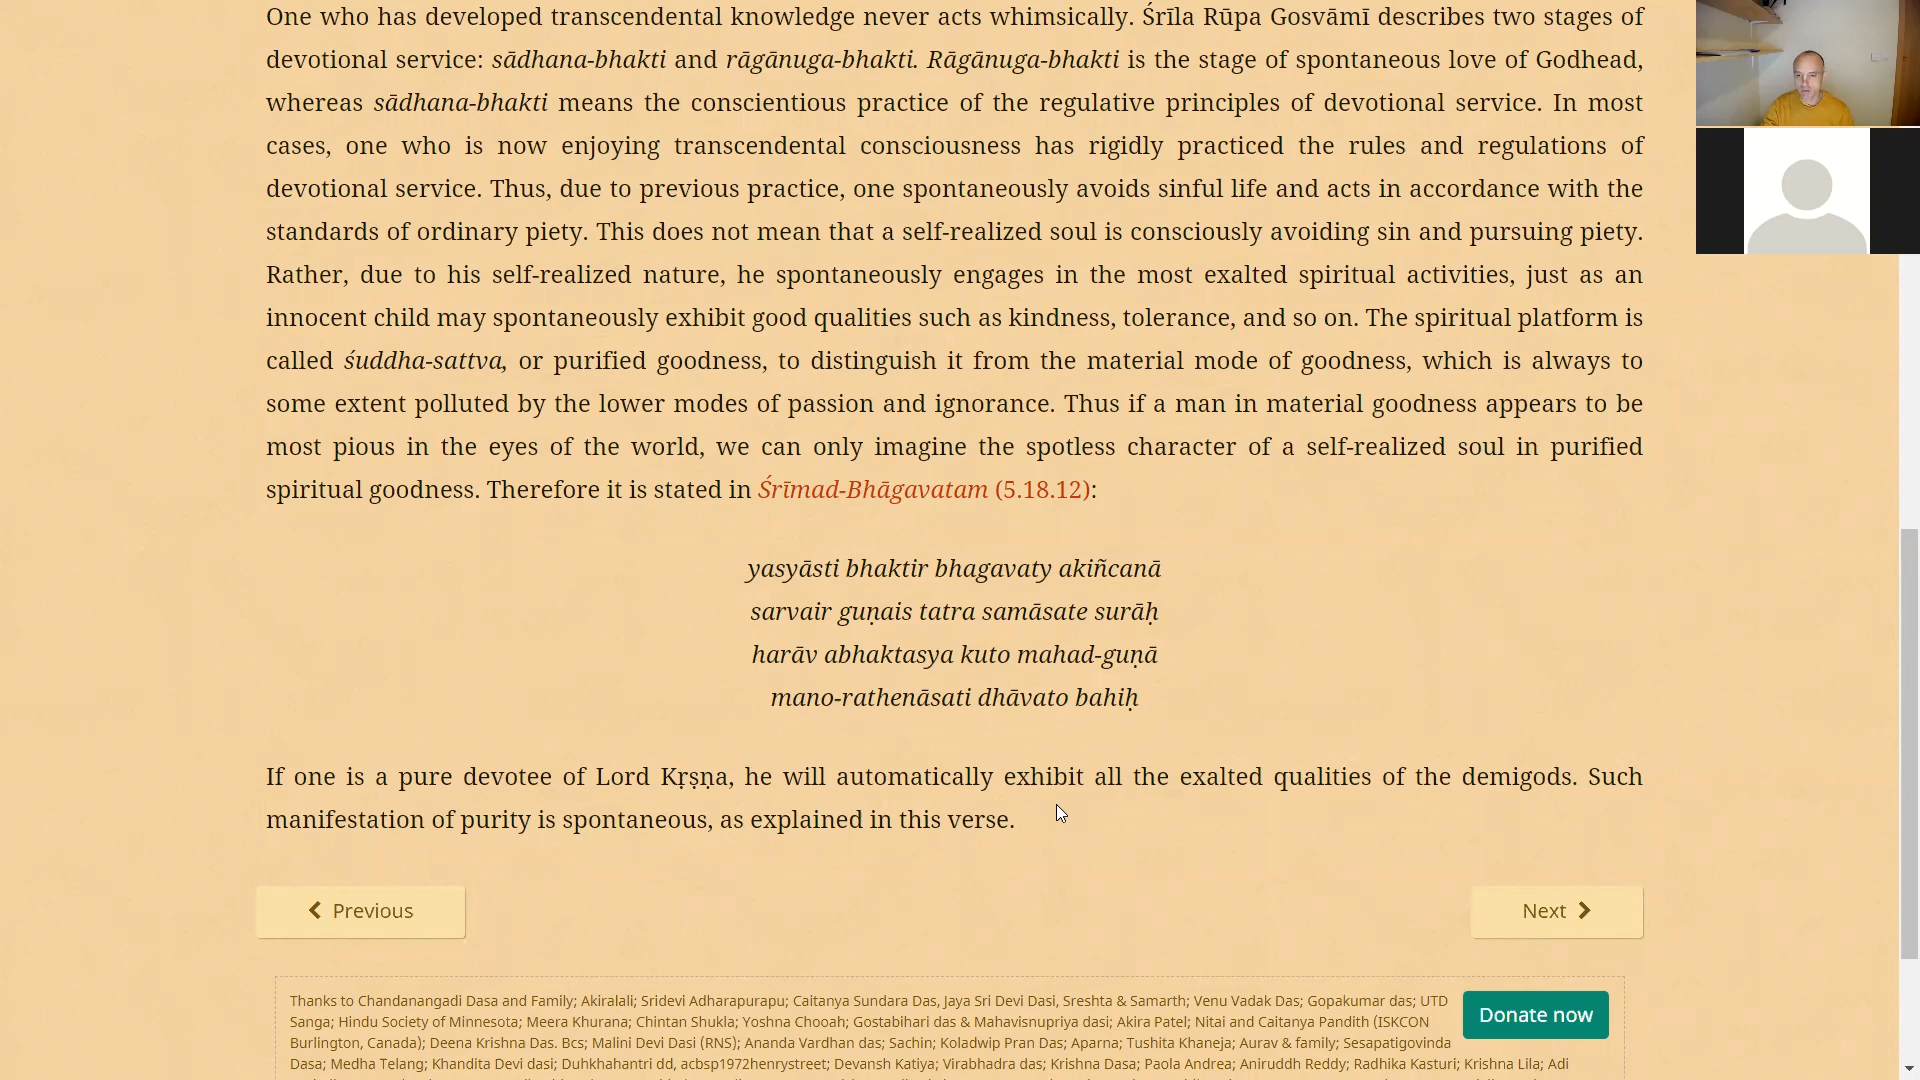 One who has developed transcendental knowledge never acts whimsically. Śrīla Rūpa Gosvāmī describes two stages of
devotional service: sādhana-bhakti and rāgānuga-bhakti. Rāgānuga-bhakti is the stage of spontaneous love of Godhead,
whereas sādhana-bhakti means the conscientious practice of the regulative principles of devotional service. In most
cases, one who is now enjoying transcendental consciousness has rigidly practiced the rules and regulations of
devotional service. Thus, due to previous practice, one spontaneously avoids sinful life and acts in accordance with the
standards of ordinary piety. This does not mean that a self-realized soul is consciously avoiding sin and pursuing piety.
Rather, due to his self-realized nature, he spontaneously engages in the most exalted spiritual activities, just as an
innocent child may spontaneously exhibit good qualities such as kindness, tolerance, and so on. The spiritual platform is
called śuddha-sattva, or purified goodness, to distinguish it from the material mode of goodness, which is always to
some extent polluted by the lower modes of passion and ignorance. Thus if a man in material goodness appears to be
most pious in the eyes of the world, we can only imagine the spotless character of a self-realized soul in purified
spiritual goodness. Therefore it is stated in Śrīmad-Bhāgavatam (5.18.12):
yasyāsti bhaktir bhagavaty akiñcanā
sarvair guṇais tatra samāsate surāḥ
harāv abhaktasya kuto mahad-guṇā
mano-rathenāsati dhāvato bahiḥ
If one is a pure devotee of Lord Kṛṣṇa, he will automatically exhibit all the exalted qualities of the demigods. Such
manifestation of purity is spontaneous, as explained in this verse.
Previous
Next
Thanks to Chandanangadi Dasa and Family; Akiralali; Sridevi Adharapurapu; Caitanya Sundara Das, Jaya Sri Devi Dasi, Sreshta & Samarth; Venu Vadak Das; Gopakumar das; UTD
Sanga; Hindu Society of Minnesota; Meera Khurana; Chintan Shukla; Yoshna Chooah; Gostabihari das & Mahavisnupriya dasi; Akira Patel; Nitai and Caitanya Pandith (ISKCON
Burlington, Canada); Deena Krishna Das. Bcs; Malini Devi Dasi (RNS); Ananda Vardhan das; Sachin; Koladwip Pran Das; Aparna; Tushita Khaneja; Aurav & family; Sesapatigovinda
Dasa; Medha Telang; Khandita Devi dasi; Duhkhahantri dd, acbsp1972henrystreet; Devansh Katiya; Virabhadra das; Krishna Dasa; Paola Andrea; Aniruddh Reddy; Radhika Kasturi; Krishna Lila; Adi
Donate now